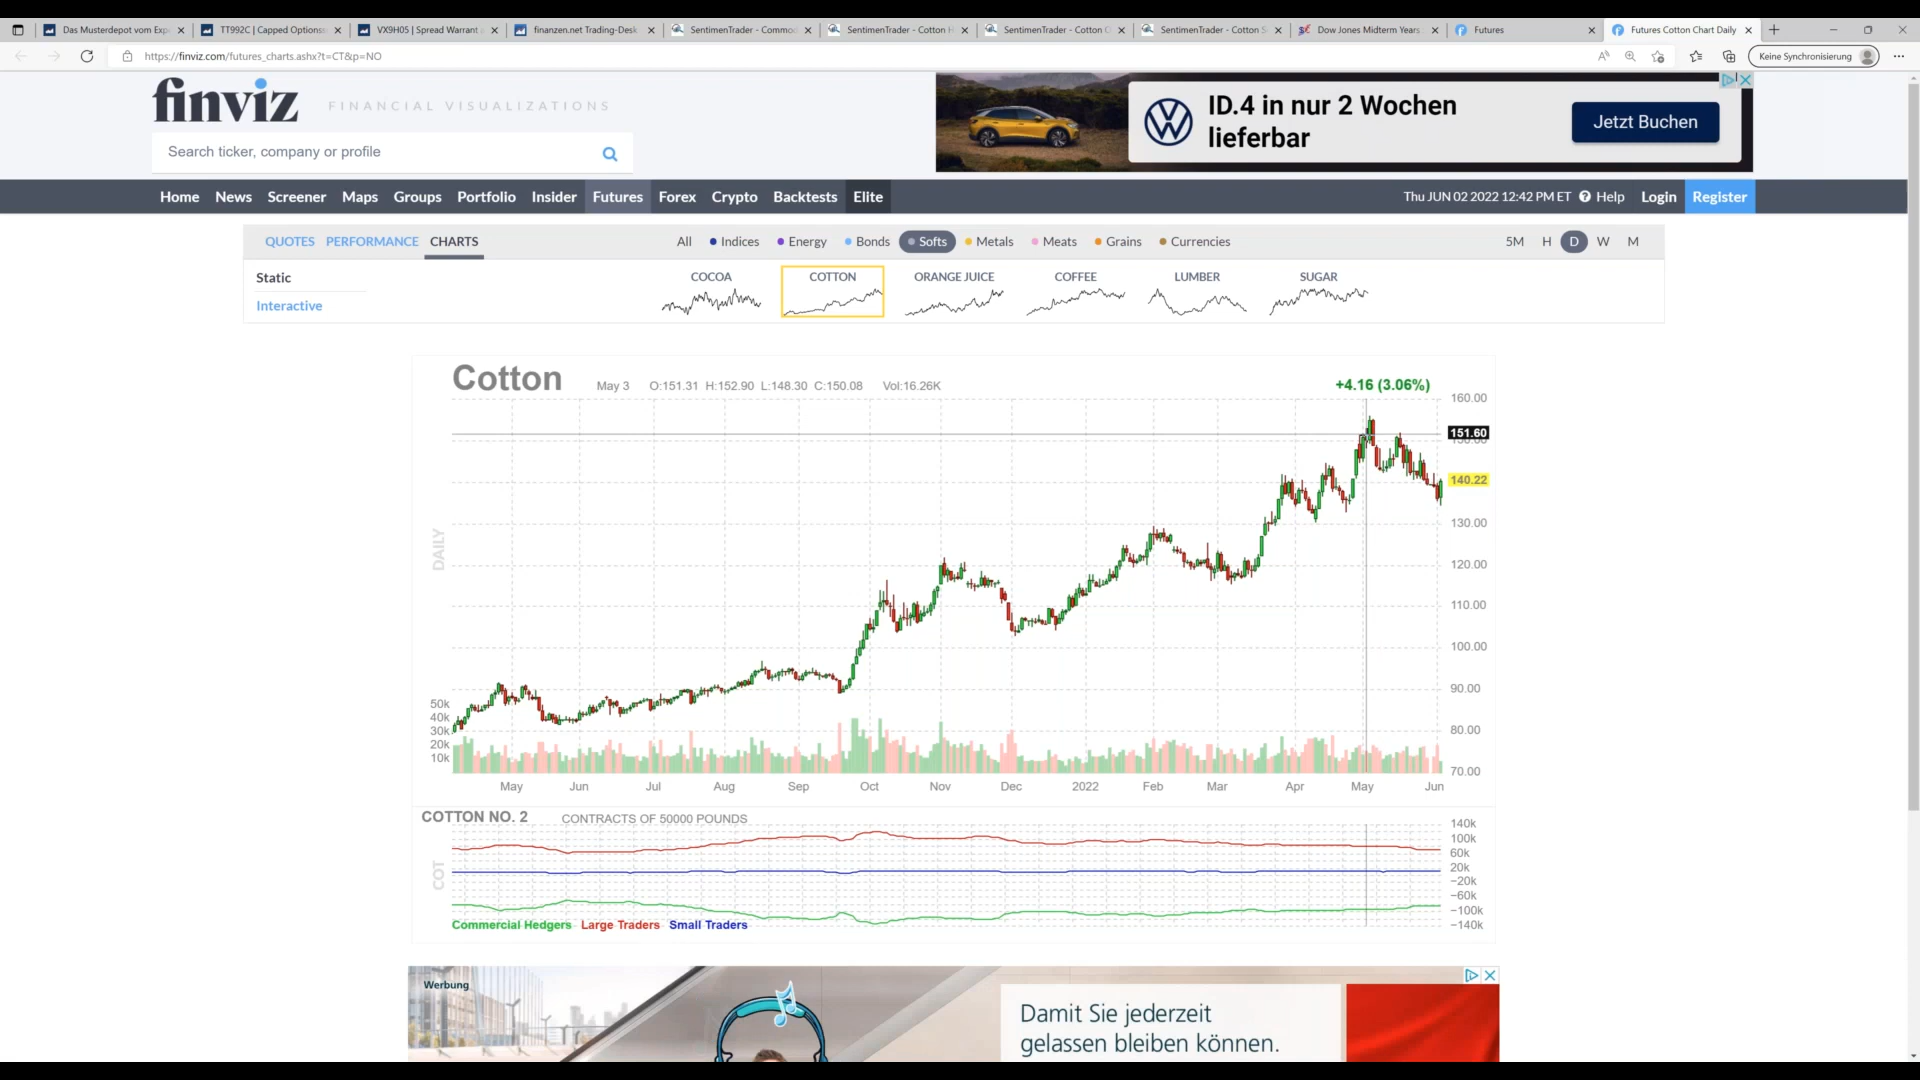 Das Musterdepot vom Exp
TT992C | Capped Options
VX9H05 | Spread Warrant
finanzen.net Trading-Desk
SentimenTrader - Commod
SentimenTrader - Cotton H
SentimenTrader - Cotton O
SentimenTrader - Cotton S
Dow Jones Midterm Years
Futures
Futures Cotton Chart Daily
https://finviz.com/futures_charts.ashx?t=CT&p=NO
Keine Synchronisierung
finviz FINANCIAL VISUALIZATIONS
Search ticker, company or profile
ID.4 in nur 2 Wochen
lieferbar
Jetzt Buchen
Home News Screener Maps Groups Portfolio Insider Futures Forex Crypto Backtests Elite
Thu JUN 02 2022 12:42 PM ET ? Help Login Register
QUOTES PERFORMANCE CHARTS
All Indices Energy Bonds Softs Metals Meats Grains Currencies
5M H D W M
Static
Interactive
COCOA COTTON ORANGE JUICE COFFEE LUMBER SUGAR
Cotton May 3 O:151.31 H:152.90 L:148.30 C:150.08 Vol:16.26K +4.16 (3.06%)
160.00
151.60
150.00
140.22
130.00
120.00
110.00
100.00
90.00
80.00
70.00
DAILY
50k
40k
30k
20k
10k
May Jun Jul Aug Sep Oct Nov Dec 2022 Feb Mar Apr May Jun
COTTON NO. 2 CONTRACTS OF 50000 POUNDS
COT
140k
100k
60k
20k
−20k
−60k
−100k
−140k
Commercial Hedgers Large Traders Small Traders
Werbung
Damit Sie jederzeit
gelassen bleiben können.